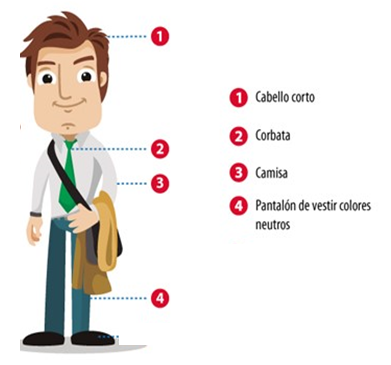 1
2
3
4
1 Cabello corto
2 Corbata
3 Camisa
4 Pantalón de vestir colores
neutros